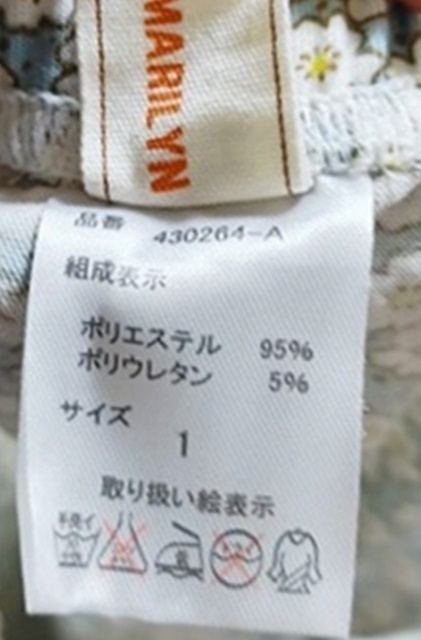 MARILYN
品番 430264-A
組成表示
ポリエステル 95%
ポリウレタン 5%
サイズ
1
取り扱い絵表示
手洗イ